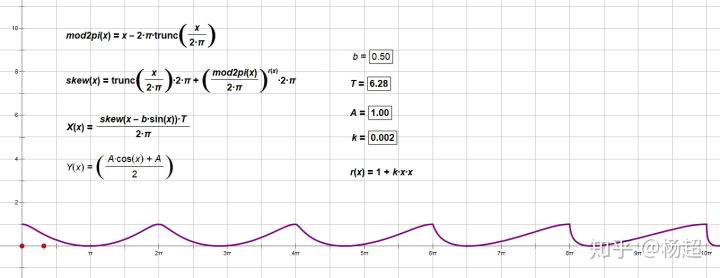 mod2pi(x) = x − 2·π·trunc(x/(2·π))
b = 0.50
skew(x) = trunc(x/(2·π))·2·π + (mod2pi(x)/(2·π))^r(x)·2·π
T = 6.28
X(x) = skew(x − b·sin(x))·T/(2·π)
A = 1.00
k = 0.002
Y(x) = ((A·cos(x) + A)/2)
r(x) = 1 + k·x·x
10
8
6
4
2
0 π 2π 3π 4π 5π 6π 7π 8π 9π 10π
知乎 @杨超